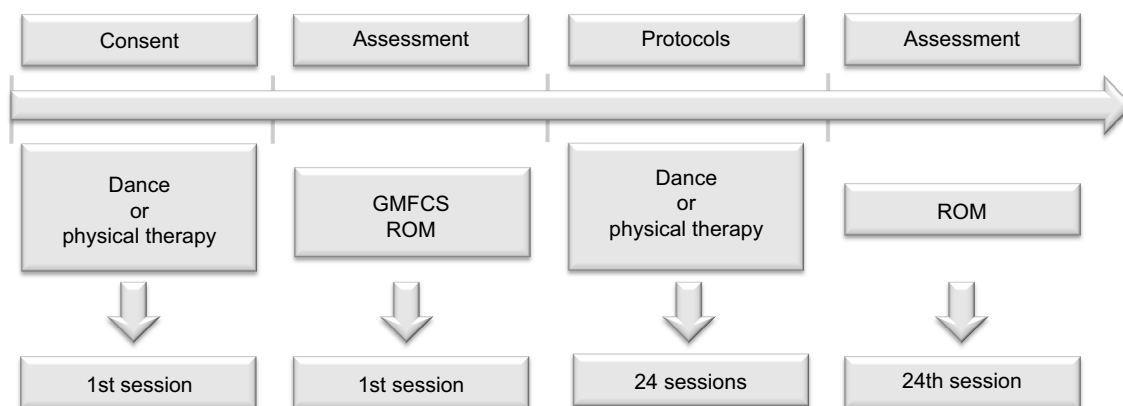 Consent
Assessment
Protocols
Assessment
Dance
or
physical therapy
GMFCS
ROM
Dance
or
physical therapy
ROM
1st session
1st session
24 sessions
24th session